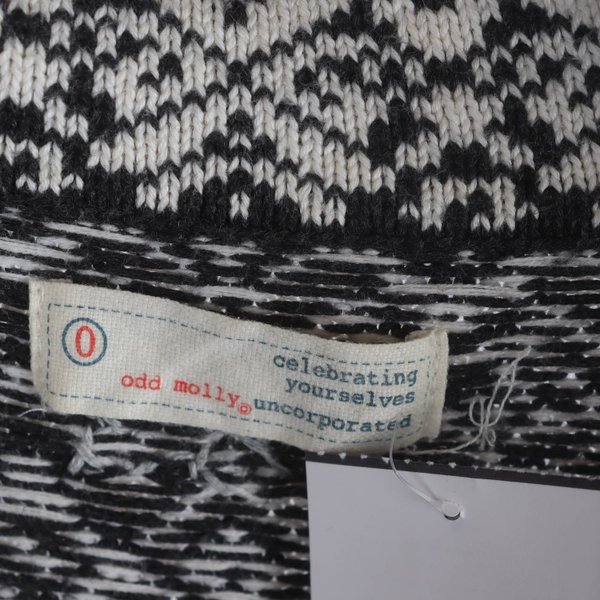 0
celebrating
yourselves
odd molly® uncorporated